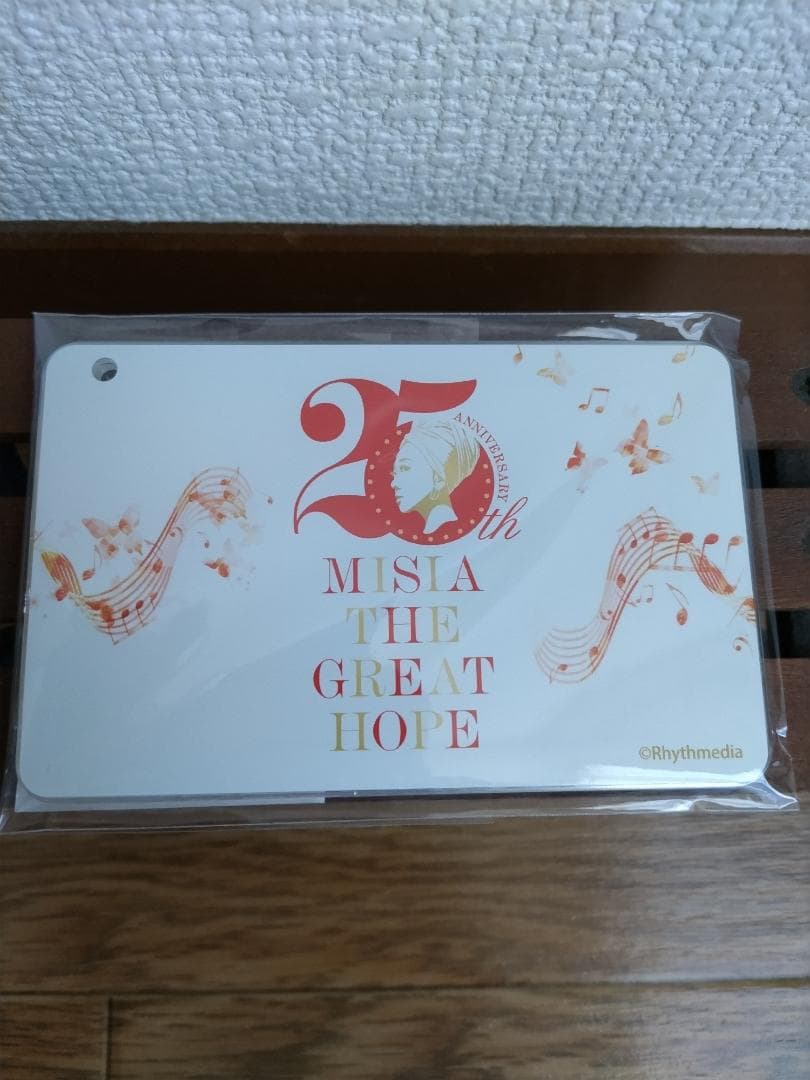 25th
ANNIVERSARY
MISIA
THE
GREAT
HOPE
©Rhythmedia